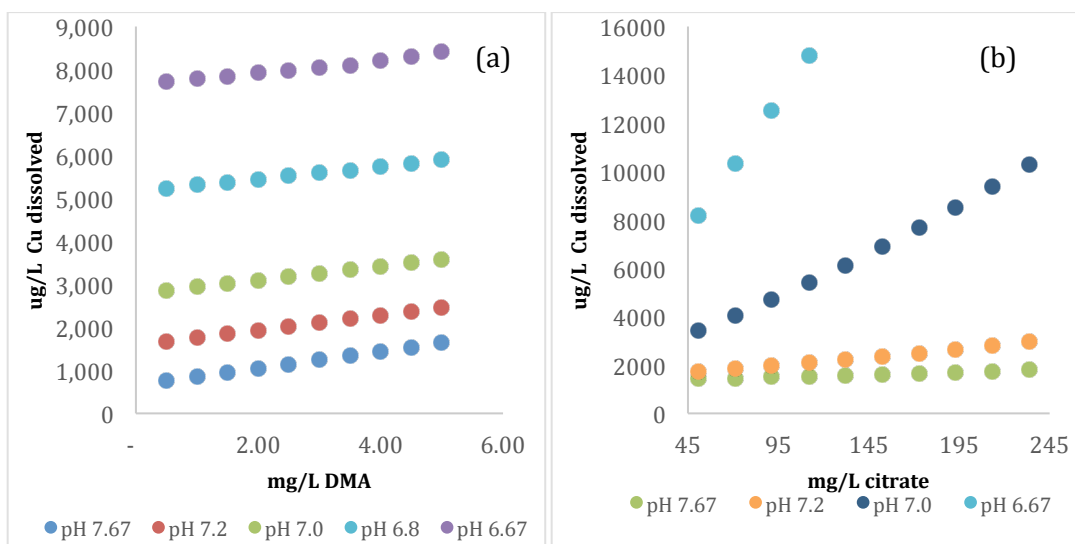 (a)
ug/L Cu dissolved
9,000
8,000
7,000
6,000
5,000
4,000
3,000
2,000
1,000
0
- 2.00 4.00 6.00
mg/L DMA
pH 7.67 pH 7.2 pH 7.0 pH 6.8 pH 6.67
(b)
ug/L Cu dissolved
16000
14000
12000
10000
8000
6000
4000
2000
0
45 95 145 195 245
mg/L citrate
pH 7.67 pH 7.2 pH 7.0 pH 6.67